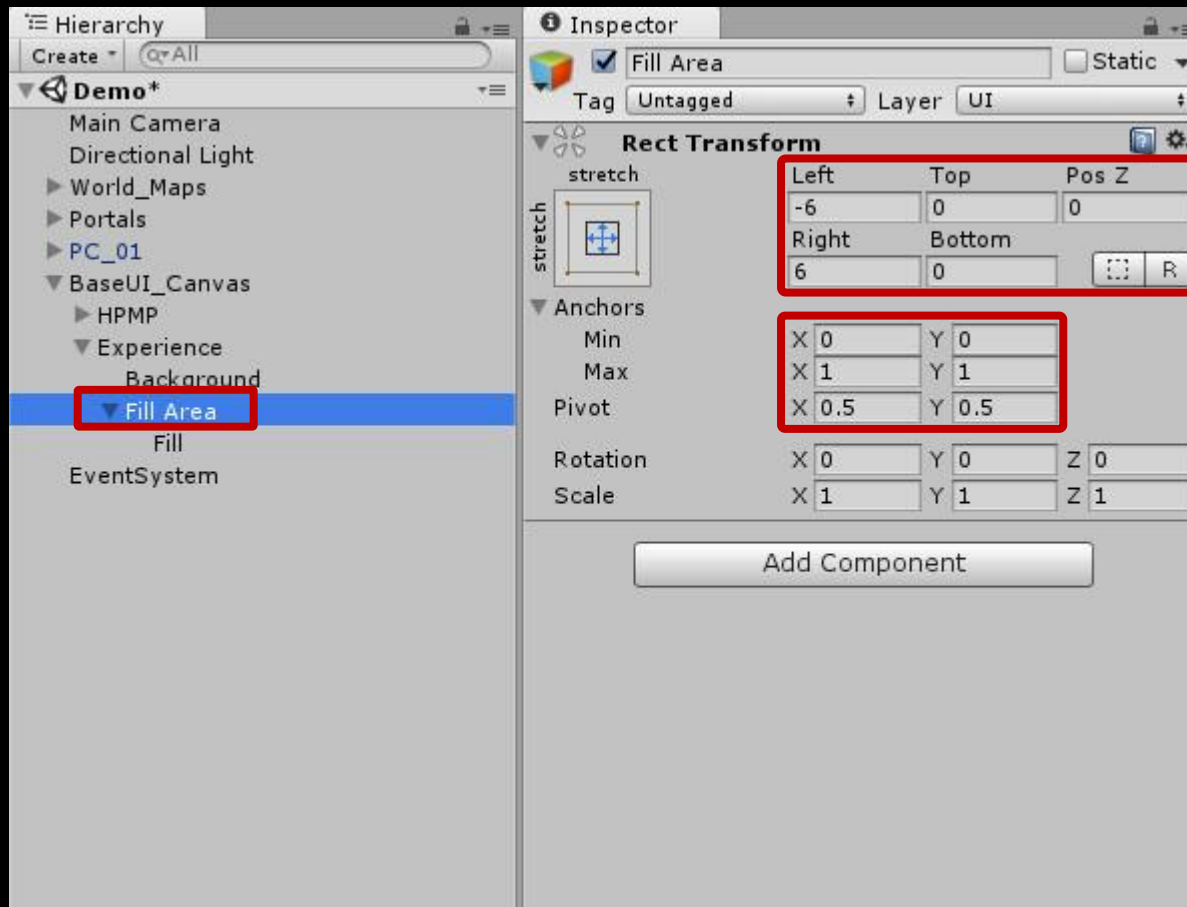 Hierarchy
Create
All
Demo*
Main Camera
Directional Light
World_Maps
Portals
PC_01
BaseUI_Canvas
HPMP
Experience
Background
Fill Area
Fill
EventSystem
Inspector
Fill Area
Static
Tag Untagged Layer UI
Rect Transform
stretch
stretch
Left Top Pos Z
-6 0 0
Right Bottom
6 0
R
Anchors
Min X 0 Y 0
Max X 1 Y 1
Pivot X 0.5 Y 0.5
Rotation X 0 Y 0 Z 0
Scale X 1 Y 1 Z 1
Add Component